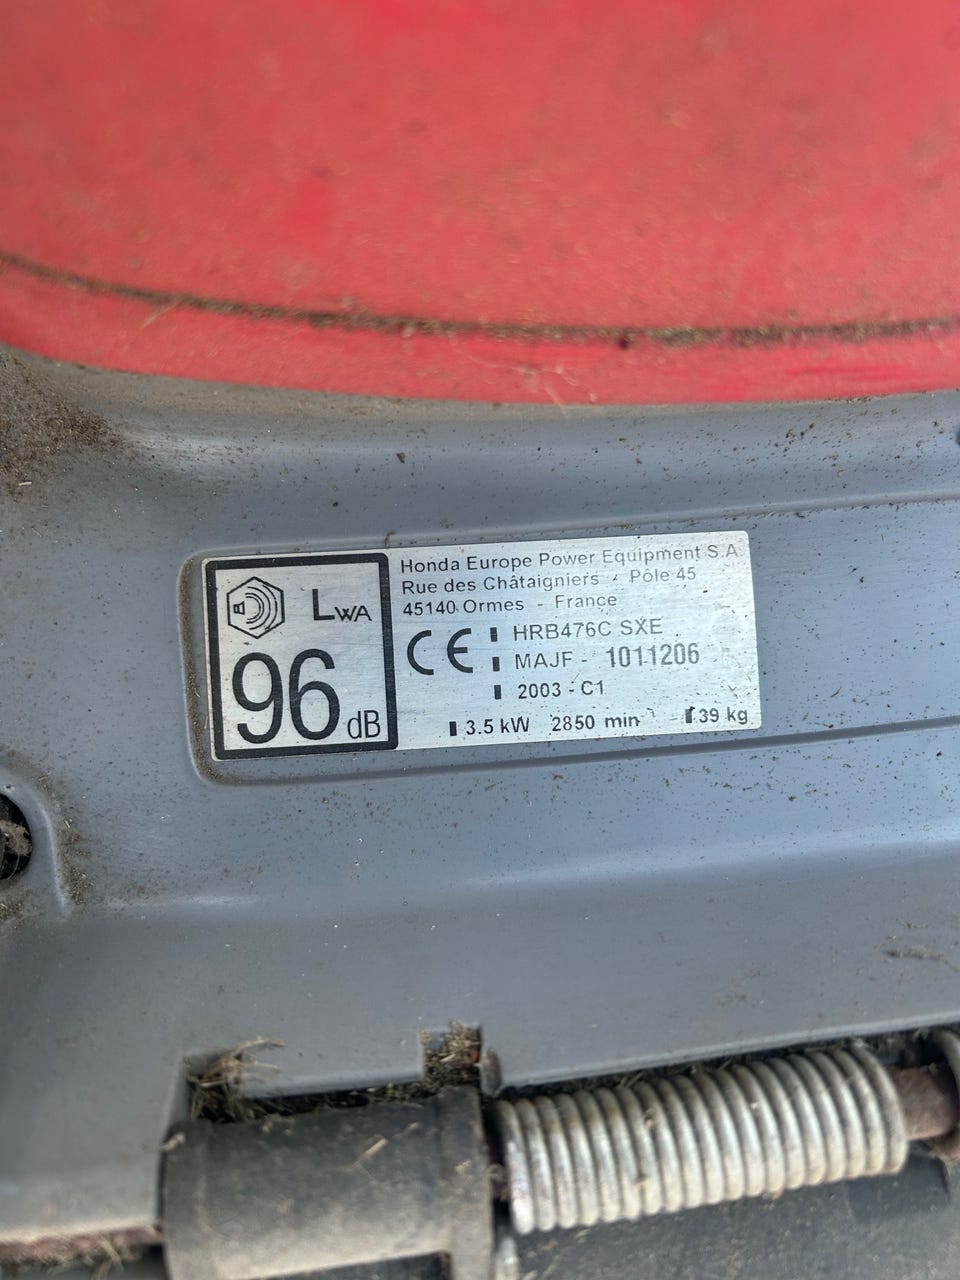 LWA
96 dB
Honda Europe Power Equipment S.A
Rue des Châtaigniers - Pôle 45
45140 Ormes - France
CE
HRB476C SXE
MAJF - 1011206
2003 - C1
3.5 kW 2850 min⁻¹ 39 kg